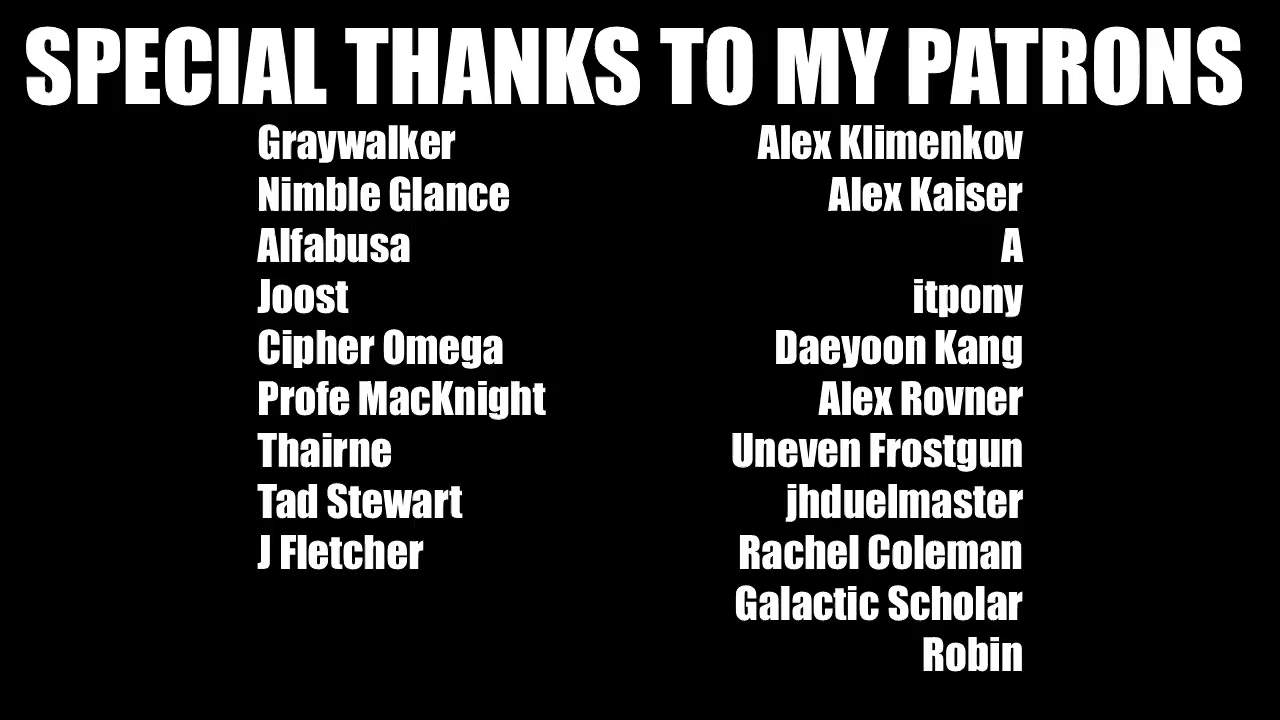 SPECIAL THANKS TO MY PATRONS
Graywalker
Nimble Glance
Alfabusa
Joost
Cipher Omega
Profe MacKnight
Thairne
Tad Stewart
J Fletcher
Alex Klimenkov
Alex Kaiser
A
itpony
Daeyoon Kang
Alex Rovner
Uneven Frostgun
jhduelmaster
Rachel Coleman
Galactic Scholar
Robin